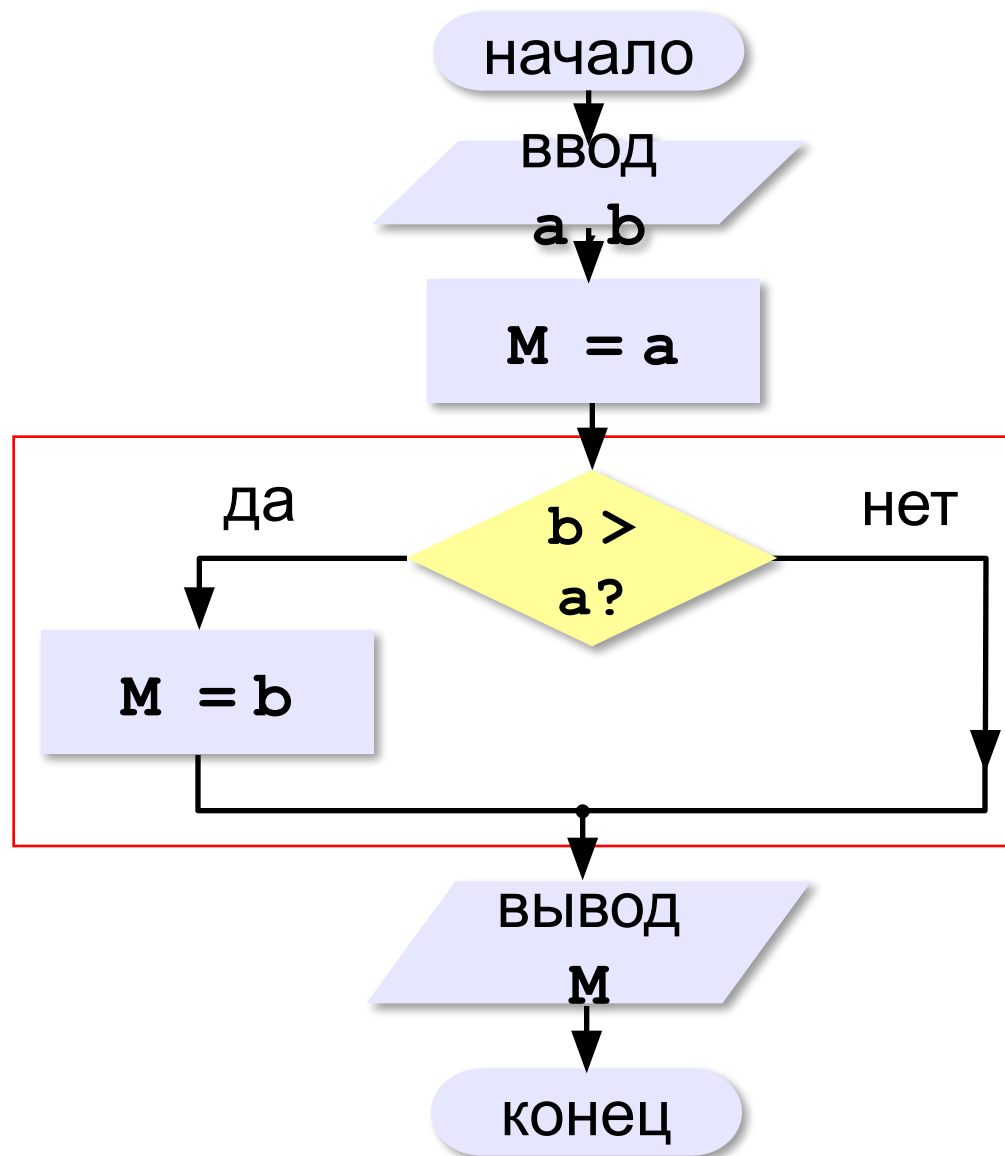 начало
ввод
a,b
M = a
да
нет
b >
a?
M = b
вывод
M
конец